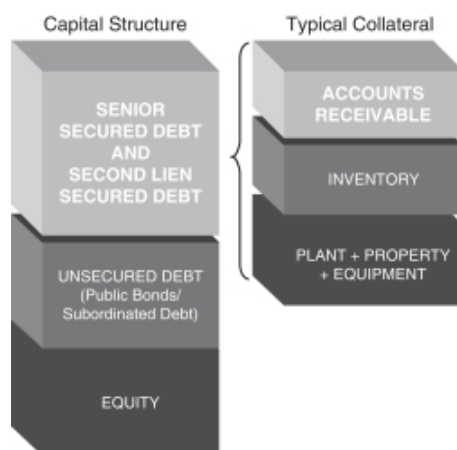 Capital Structure
SENIOR
SECURED DEBT
AND
SECOND LIEN
SECURED DEBT
UNSECURED DEBT
(Public Bonds/
Subordinated Debt)
EQUITY
Typical Collateral
ACCOUNTS
RECEIVABLE
INVENTORY
PLANT + PROPERTY
+ EQUIPMENT